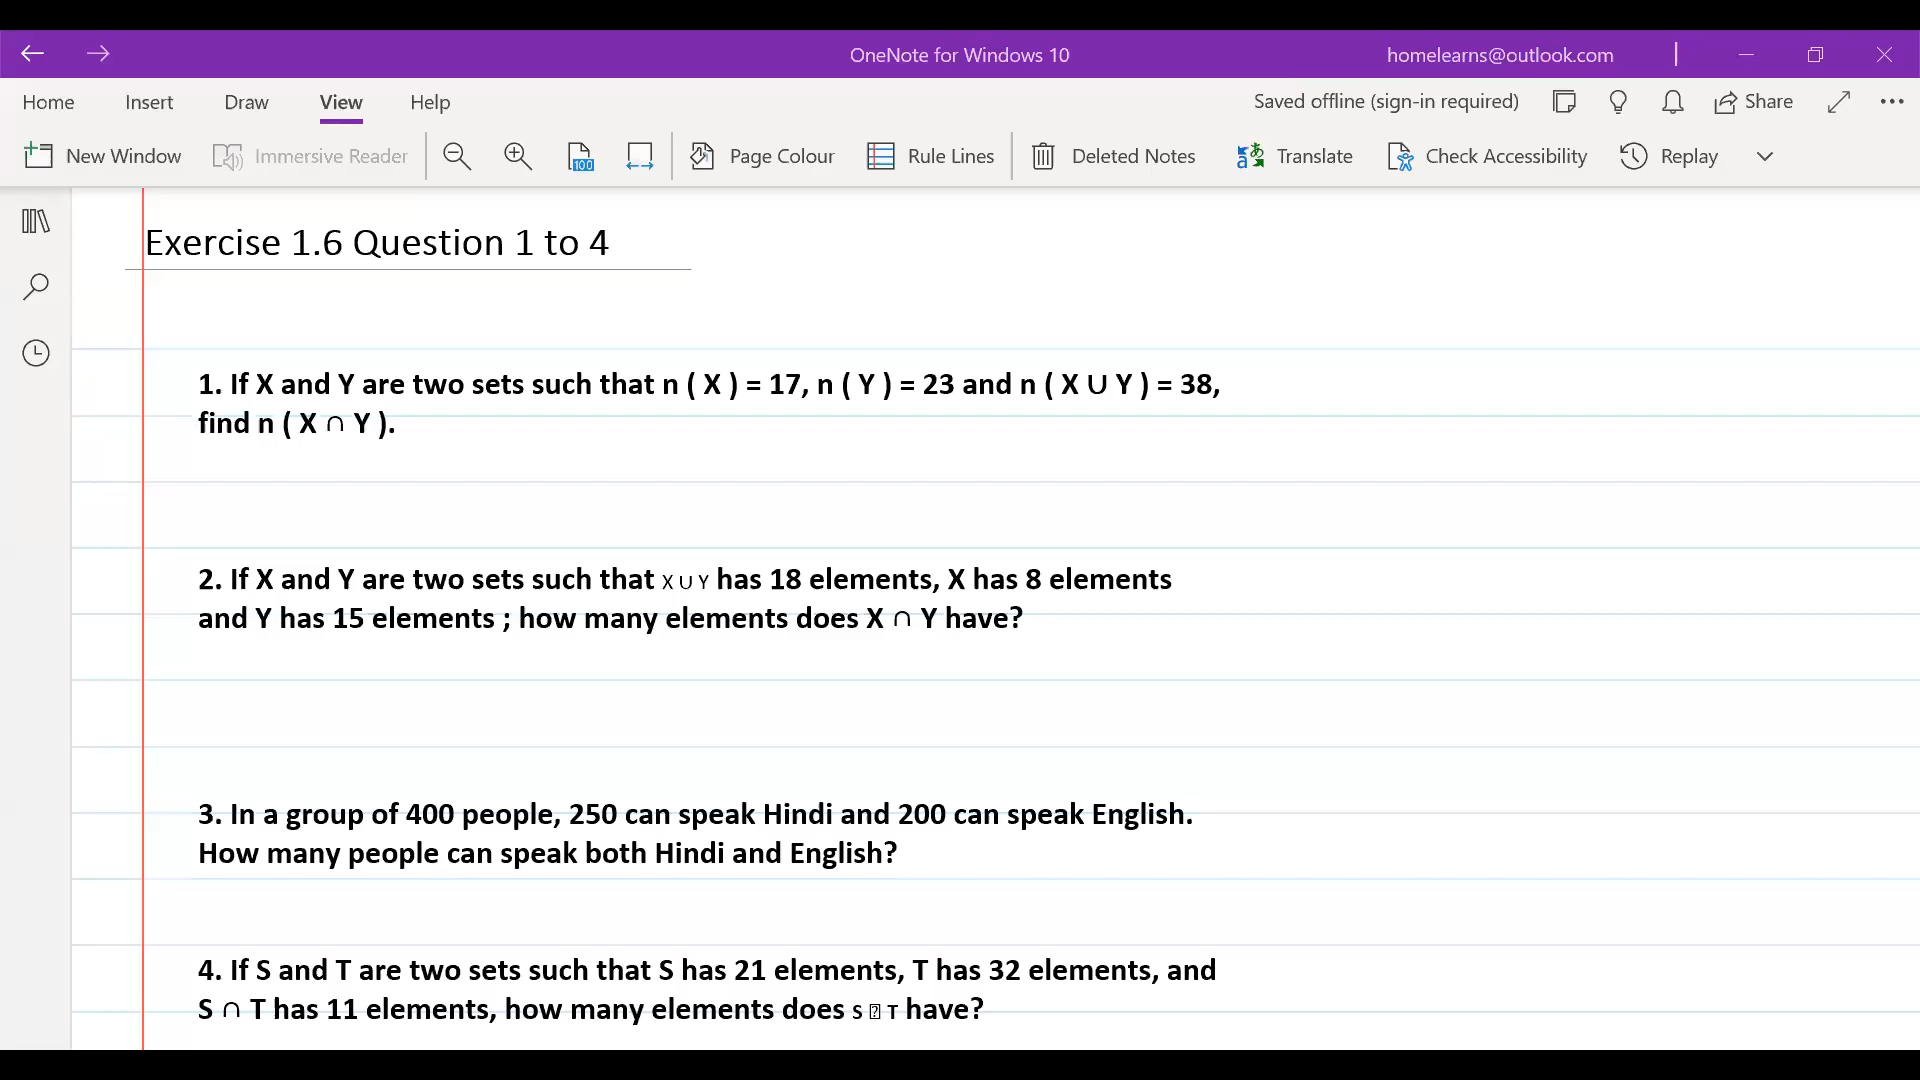 OneNote for Windows 10
homelearns@outlook.com
Home Insert Draw View Help
Saved offline (sign-in required) Share
New Window Immersive Reader 100 Page Colour Rule Lines Deleted Notes Translate Check Accessibility Replay
Exercise 1.6 Question 1 to 4
1. If X and Y are two sets such that n ( X ) = 17, n ( Y ) = 23 and n ( X ∪ Y ) = 38,
find n ( X ∩ Y ).
2. If X and Y are two sets such that X ∪ Y has 18 elements, X has 8 elements
and Y has 15 elements ; how many elements does X ∩ Y have?
3. In a group of 400 people, 250 can speak Hindi and 200 can speak English.
How many people can speak both Hindi and English?
4. If S and T are two sets such that S has 21 elements, T has 32 elements, and
S ∩ T has 11 elements, how many elements does S ⍰ T have?